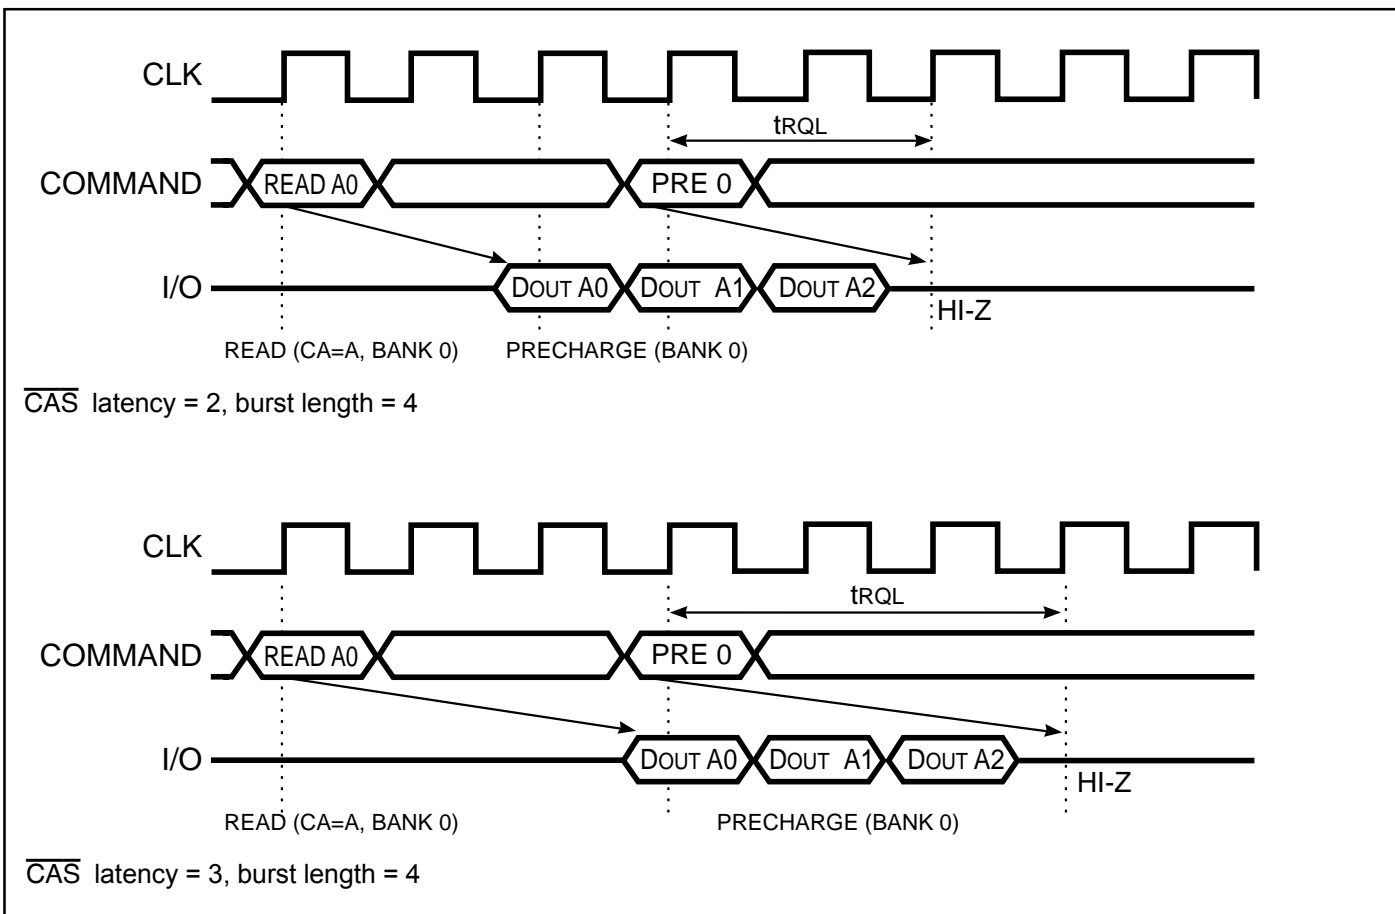 CLK
tRQL
COMMAND READ A0 PRE 0
I/O DOUT A0 DOUT A1 DOUT A2 HI-Z
READ (CA=A, BANK 0) PRECHARGE (BANK 0)
CAS latency = 2, burst length = 4
CLK
tRQL
COMMAND READ A0 PRE 0
I/O DOUT A0 DOUT A1 DOUT A2 HI-Z
READ (CA=A, BANK 0) PRECHARGE (BANK 0)
CAS latency = 3, burst length = 4